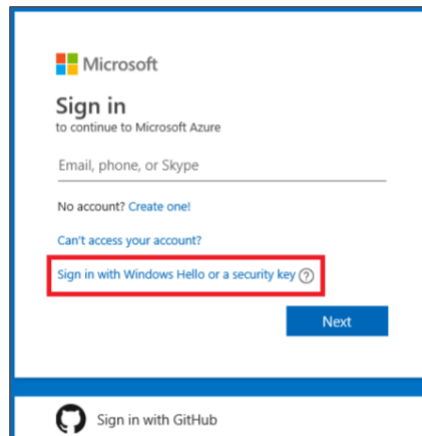 Microsoft
Sign in
to continue to Microsoft Azure
Email, phone, or Skype
No account? Create one!
Can't access your account?
Sign in with Windows Hello or a security key ?
Next
Sign in with GitHub